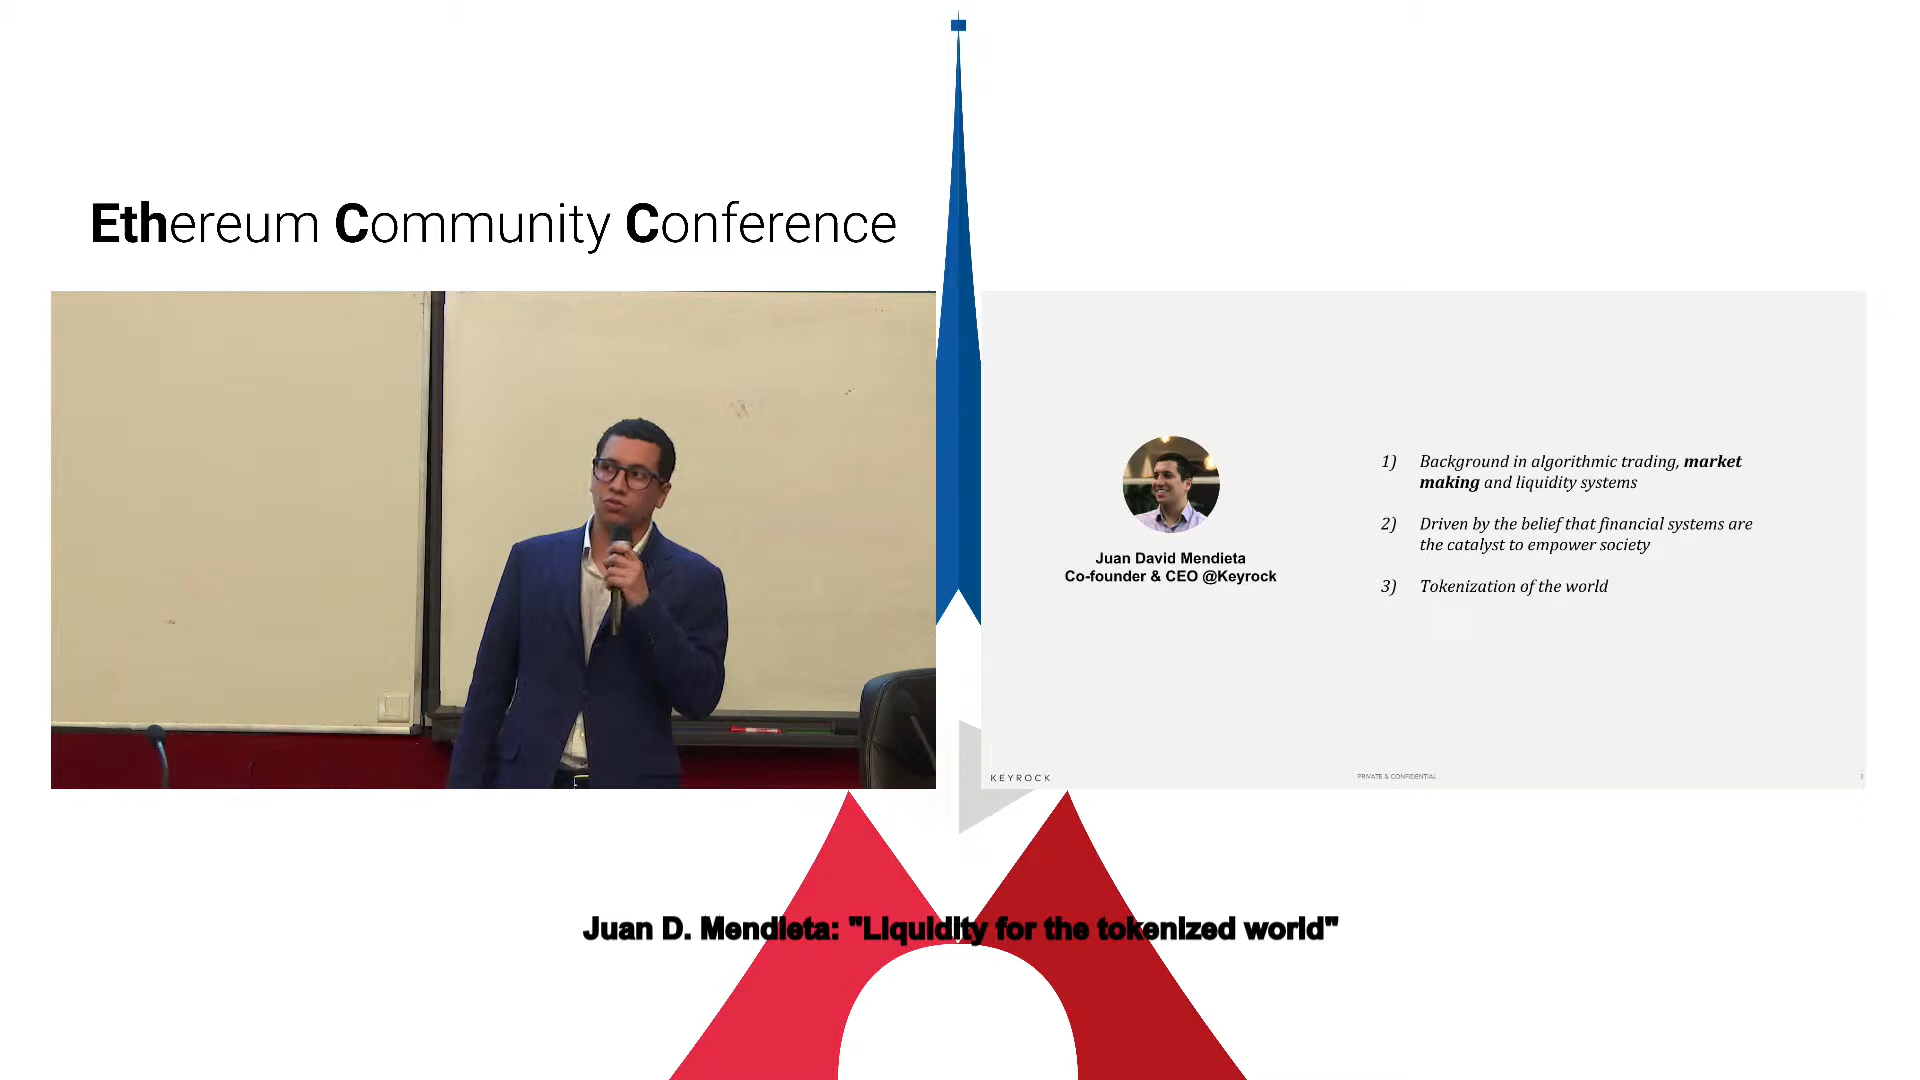 Ethereum Community Conference
1) Background in algorithmic trading, market
making and liquidity systems
2) Driven by the belief that financial systems are
the catalyst to empower society
3) Tokenization of the world
Juan David Mendieta
Co-founder & CEO @Keyrock
KEYROCK
PRIVATE & CONFIDENTIAL
3
Juan D. Mendieta: "Liquidity for the tokenized world"